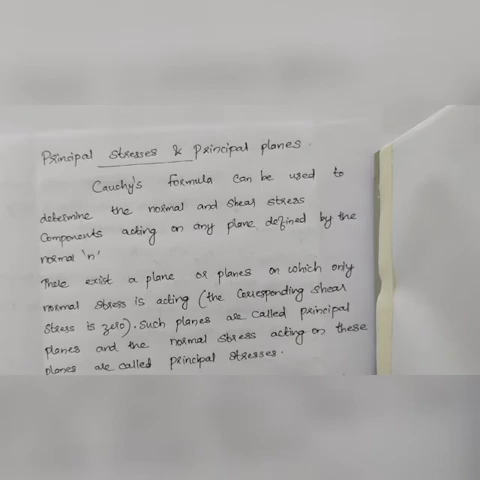 Principal stresses & Principal planes.
Cauchy's formula can be used to
determine the normal and shear stress
components acting on any plane defined by the
normal 'n'
There exist a plane or planes on which only
normal stress is acting (the corresponding shear
stress is zero). Such planes are called principal
planes and the normal stress acting on these
planes are called principal stresses.